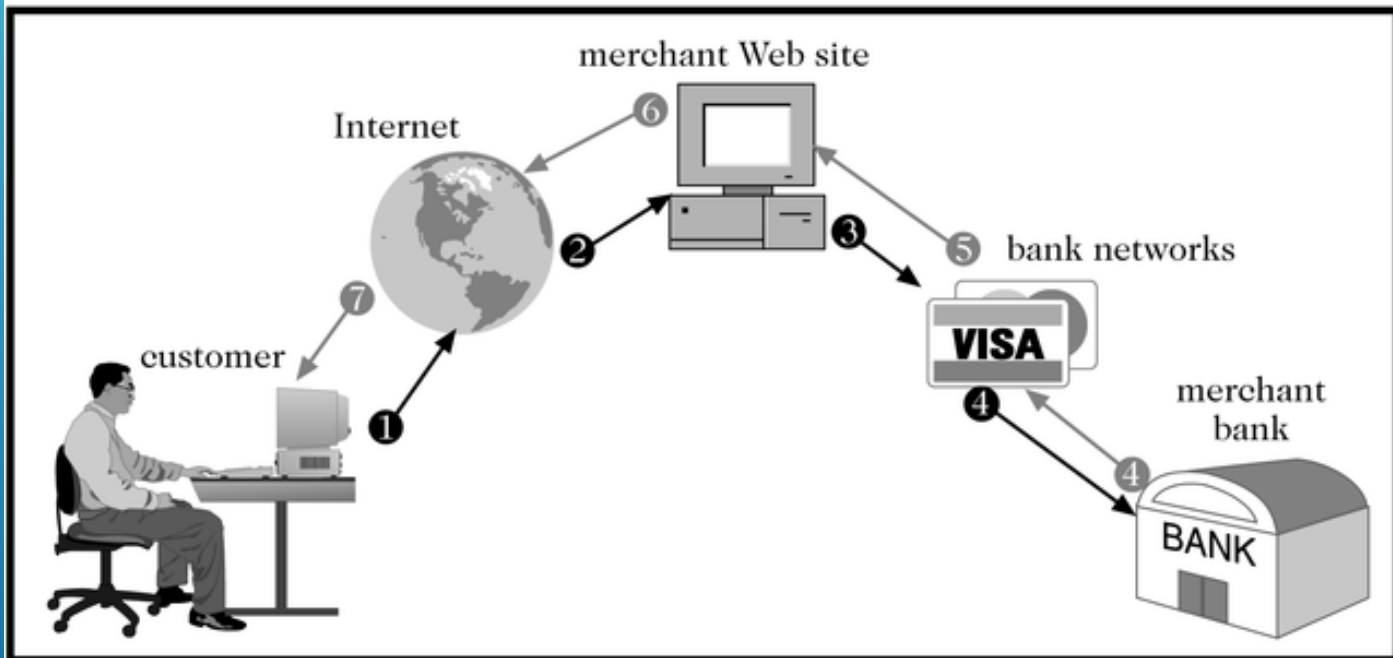 merchant Web site
6
Internet
2
3
5
bank networks
7
VISA
customer
4
merchant
bank
1
4
BANK